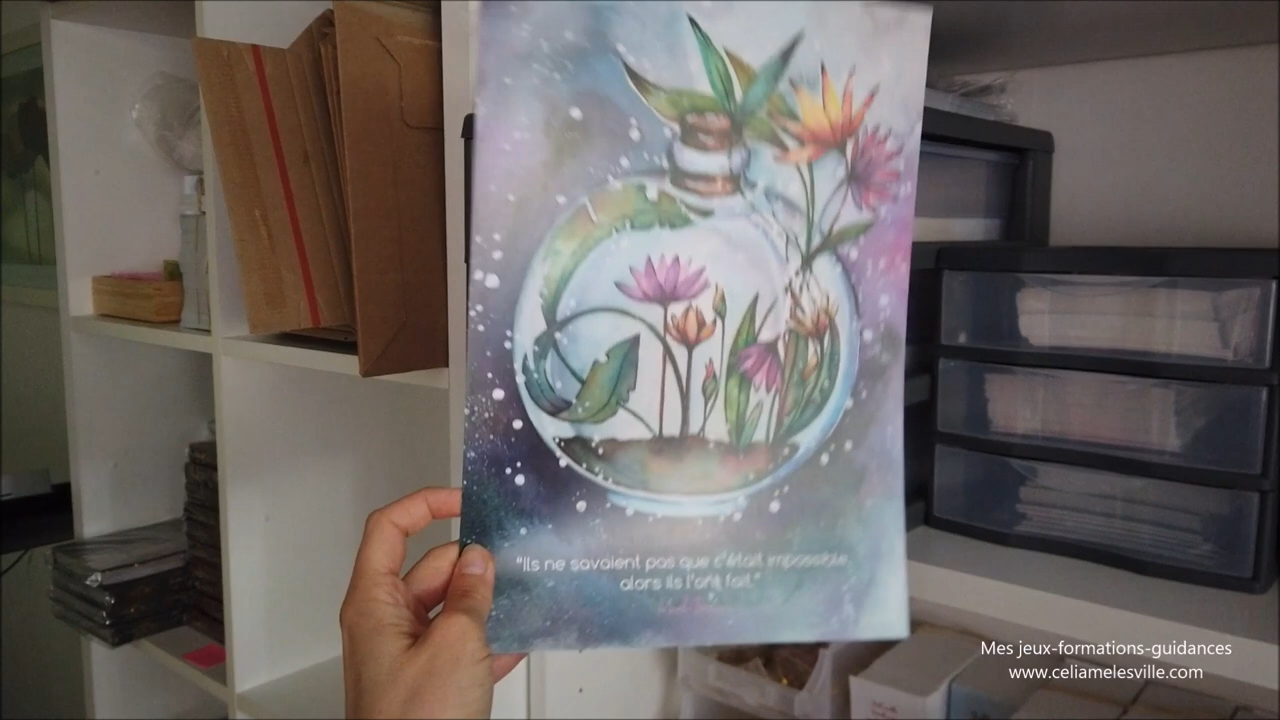 "Ils ne savaient pas que c'était impossible
alors ils l'ont fait."
Mes jeux-formations-guidances
www.celiamelesville.com